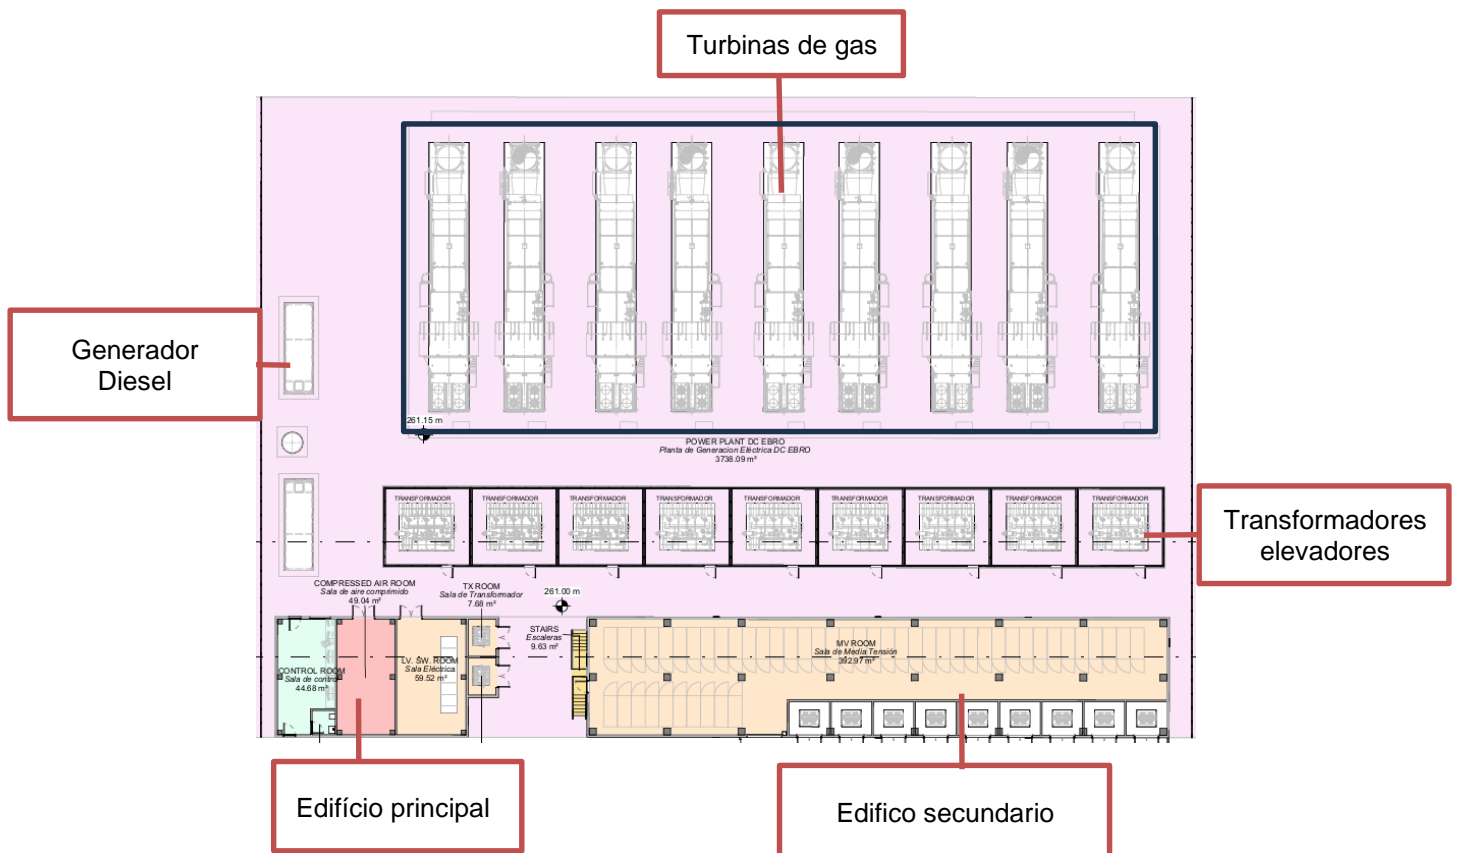 Turbinas de gas
Generador
Diesel
261.15 m
POWER PLANT DC EBRO
Planta de Generacion Eléctrica DC EBRO
3738.09 m²
TRANSFORMADOR
TRANSFORMADOR
TRANSFORMADOR
TRANSFORMADOR
TRANSFORMADOR
TRANSFORMADOR
TRANSFORMADOR
TRANSFORMADOR
TRANSFORMADOR
Transformadores
elevadores
COMPRESSED AIR ROOM
Sala de aire comprimido
49.04 m²
TX ROOM
Sala de Transformador
7.68 m²
261.00 m
STAIRS
Escaleras
9.63 m²
MV ROOM
Sala de Media Tensión
392.97 m²
CONTROL ROOM
Sala de control
44.68 m²
LV. SW. ROOM
Sala Eléctrica
59.52 m²
Edifício principal
Edifico secundario